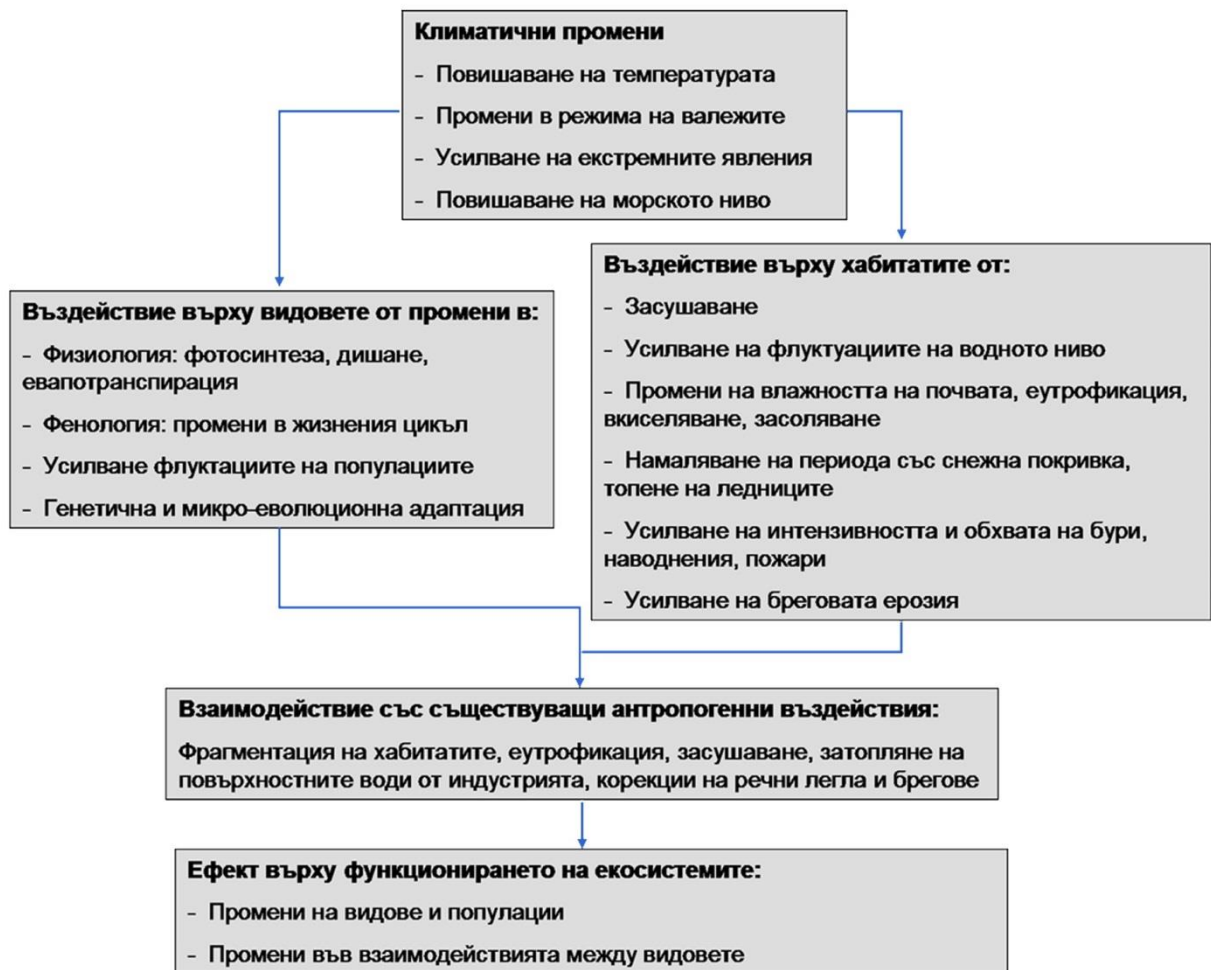 Климатични промени
- Повишаване на температурата
- Промени в режима на валежите
- Усилване на екстремните явления
- Повишаване на морското ниво
Въздействие върху видовете от промени в:
- Физиология: фотосинтеза, дишане,
евапотранспирация
- Фенология: промени в жизнения цикъл
- Усилване флуктациите на популациите
- Генетична и микро-еволюционна адаптация
Въздействие върху хабитатите от:
- Засушаване
- Усилване на флуктуациите на водното ниво
- Промени на влажността на почвата, еутрофикация,
вкиселяване, засоляване
- Намаляване на периода със снежна покривка,
топене на ледниците
- Усилване на интензивността и обхвата на бури,
наводнения, пожари
- Усилване на бреговата ерозия
Взаимодействие със съществуващи антропогенни въздействия:
Фрагментация на хабитатите, еутрофикация, засушаване, затопляне на
повърхностните води от индустрията, корекции на речни легла и брегове
Ефект върху функционирането на екосистемите:
- Промени на видове и популации
- Промени във взаимодействията между видовете